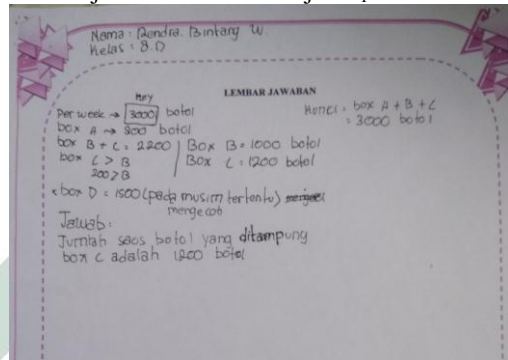 Nama : Rendra Bintang W.
Kelas : 8.D
LEMBAR JAWABAN
Per week → 3000 botol
box A → 800 botol
box B + C = 2200 | Box B = 1000 botol
box C > B | Box C = 1200 botol
200 > B
Kunci = box A + B + C
= 3000 botol
box D = 1500 (pada musim tertentu)
mengecoh
Jawab :
Jumlah saos botol yang ditampung
box C adalah 1200 botol